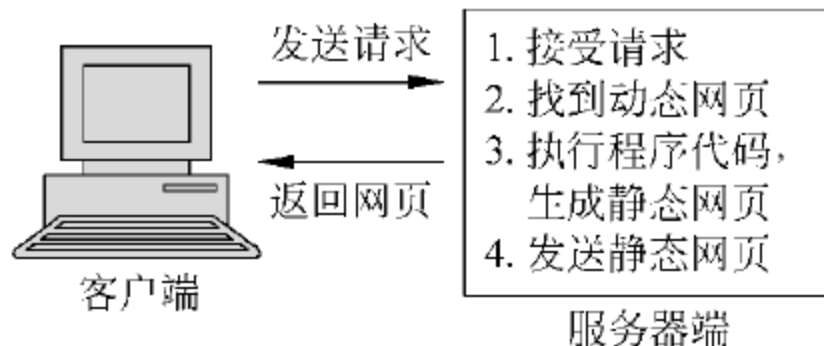 发送请求
返回网页
客户端
1. 接受请求
2. 找到动态网页
3. 执行程序代码，
生成静态网页
4. 发送静态网页
服务器端